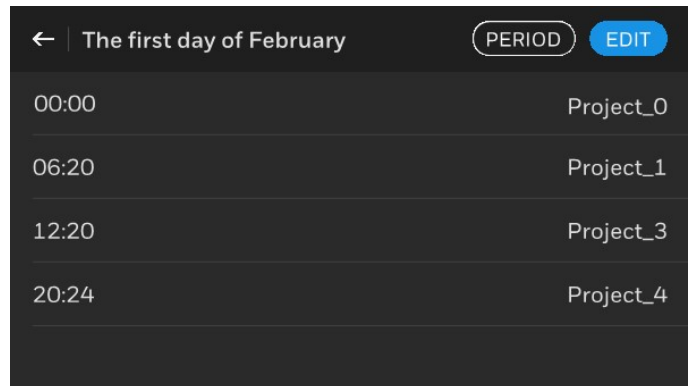 The first day of February PERIOD EDIT
00:00 Project_0
06:20 Project_1
12:20 Project_3
20:24 Project_4